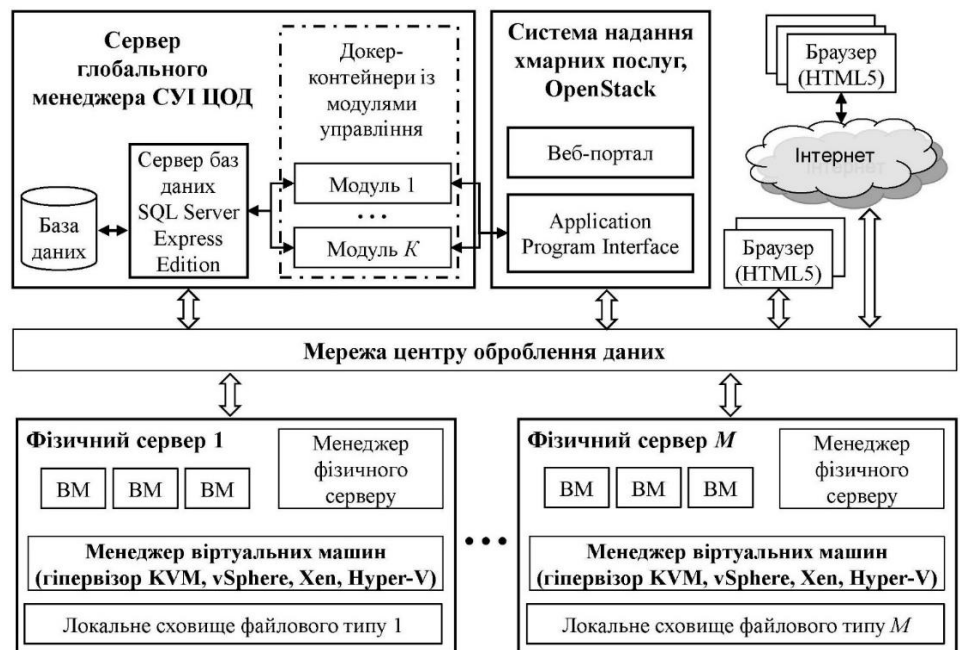 Сервер
глобального
менеджера СУІ ЦОД
Докер-
контейнери із
модулями
управління
Сервер баз
даних
SQL Server
Express
Edition
База
даних
Модуль 1
...
Модуль K
Система надання
хмарних послуг,
OpenStack
Веб-портал
Application
Program Interface
Браузер
(HTML5)
Інтернет
Браузер
(HTML5)
Мережа центру оброблення даних
Фізичний сервер 1
Менеджер
фізичного
серверу
ВМ ВМ ВМ
Менеджер віртуальних машин
(гіпервізор KVM, vSphere, Xen, Hyper-V)
Локальне сховище файлового типу 1
...
Фізичний сервер M
Менеджер
фізичного
серверу
ВМ ВМ ВМ
Менеджер віртуальних машин
(гіпервізор KVM, vSphere, Xen, Hyper-V)
Локальне сховище файлового типу M